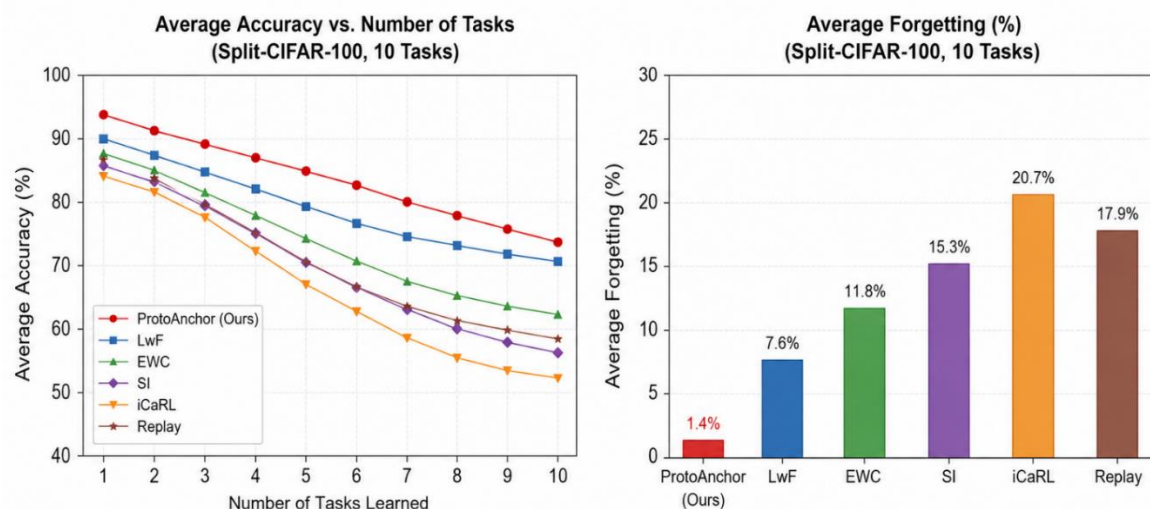 Average Accuracy vs. Number of Tasks
(Split-CIFAR-100, 10 Tasks)
Average Accuracy (%)
100
90
80
70
60
50
40
ProtoAnchor (Ours)
LwF
EWC
SI
iCaRL
Replay
1 2 3 4 5 6 7 8 9 10
Number of Tasks Learned
Average Forgetting (%)
(Split-CIFAR-100, 10 Tasks)
Average Forgetting (%)
30
25
20
15
10
5
0
1.4%
7.6%
11.8%
15.3%
20.7%
17.9%
ProtoAnchor
(Ours)
LwF
EWC
SI
iCaRL
Replay